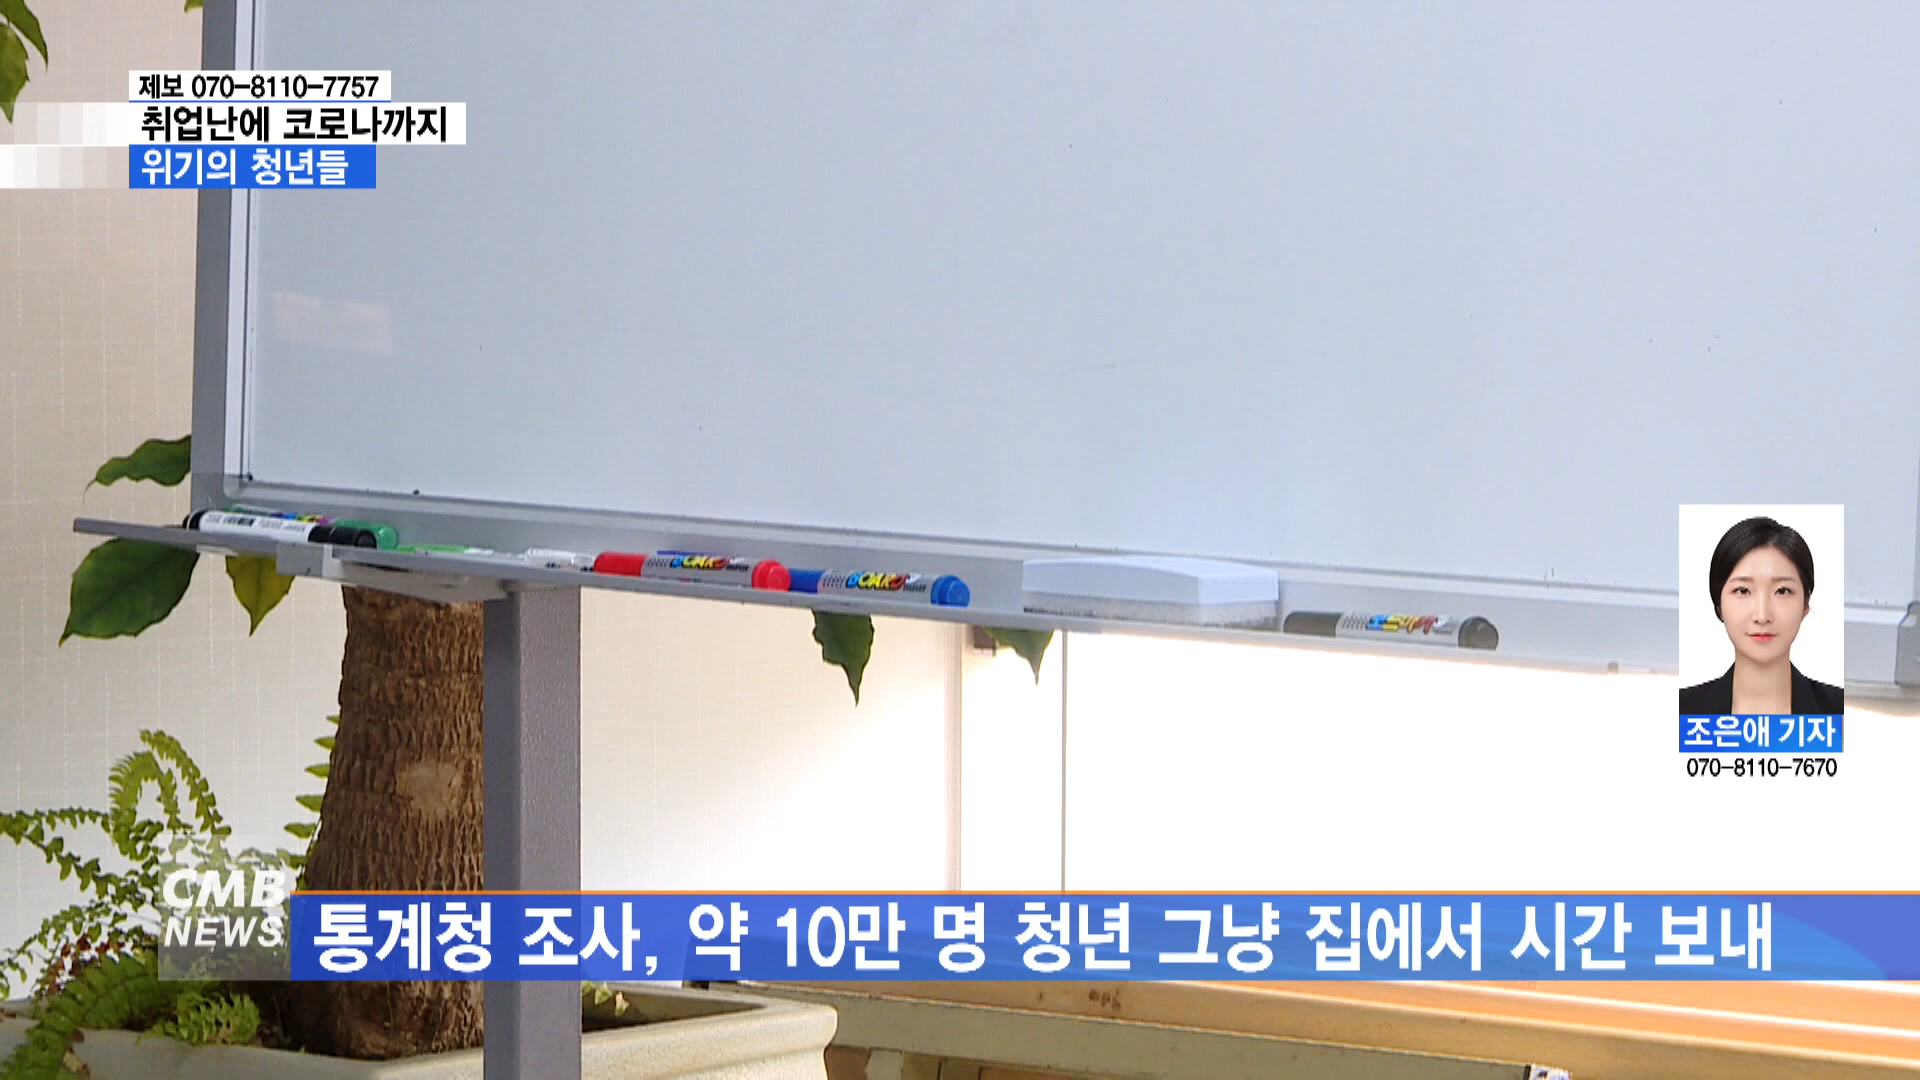 제보 070-8110-7757
취업난에 코로나까지
위기의 청년들
BOARD
BOARD
조은애 기자
070-8110-7670
CMB
NEWS
통계청 조사, 약 10만 명 청년 그냥 집에서 시간 보내